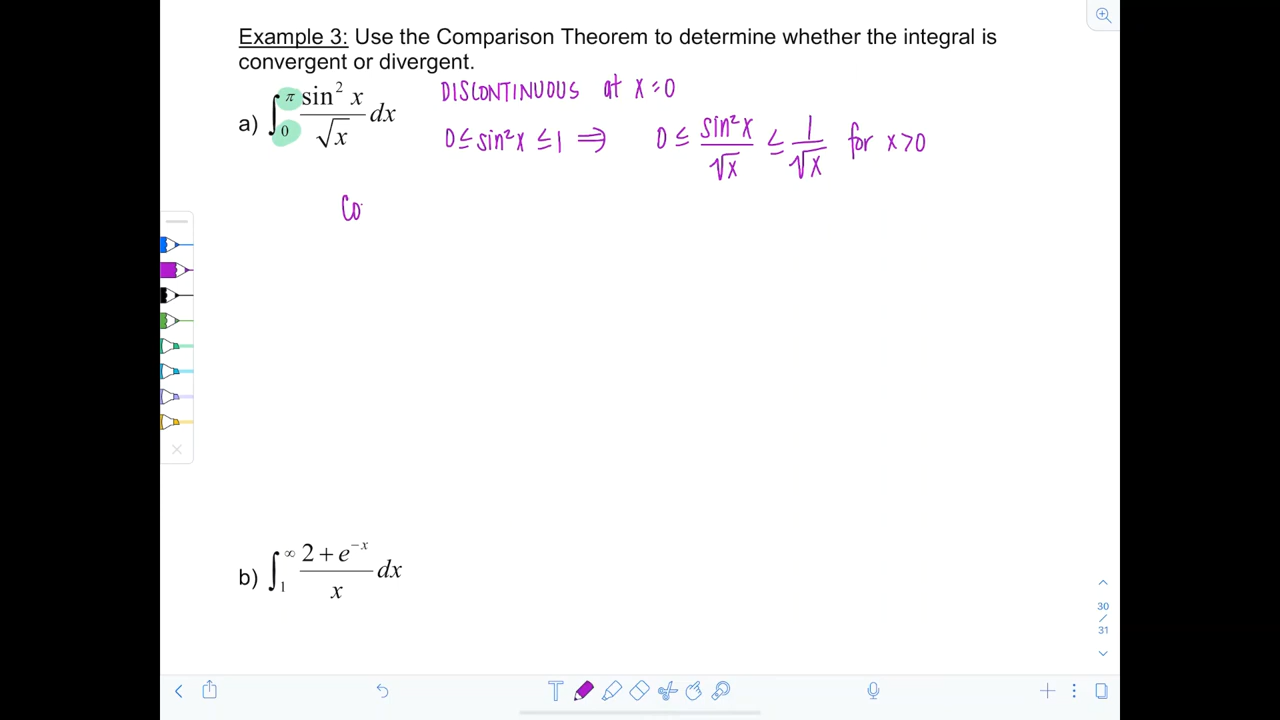 Example 3: Use the Comparison Theorem to determine whether the integral is
convergent or divergent.
a) ∫₀^π sin² x / √x dx
DISCONTINUOUS at x=0
0 ≤ sin²x ≤ 1 ⇒ 0 ≤ sin²x / √x ≤ 1 / √x for x>0
Co
b) ∫₁^∞ 2 + e^(−x) / x dx
30
/
31
T